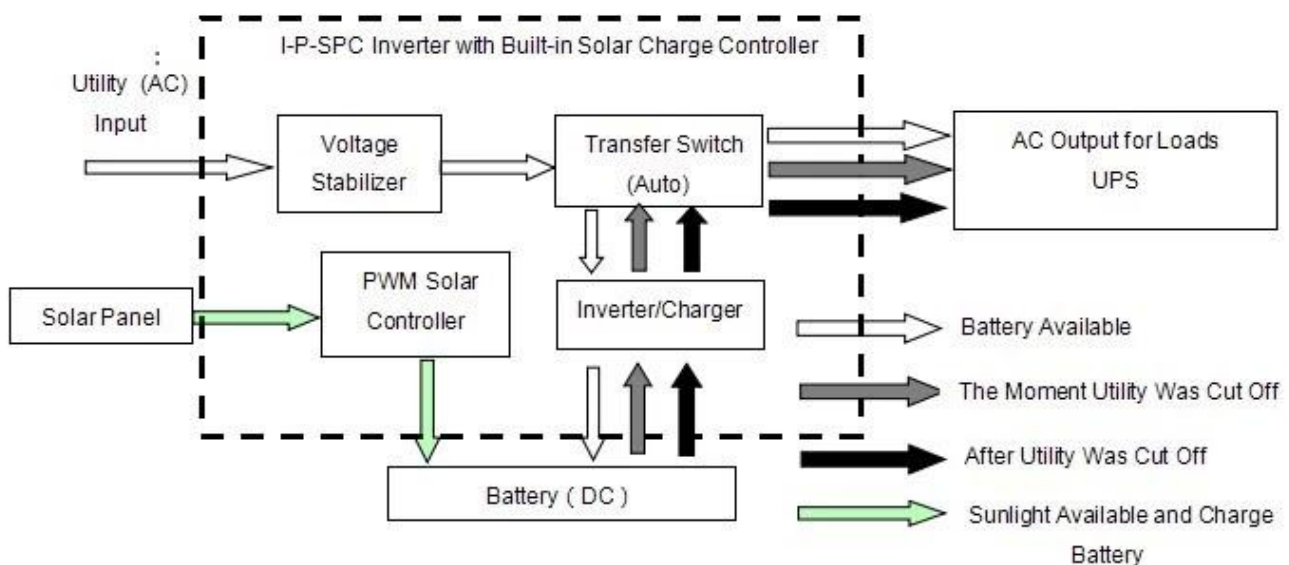 I-P-SPC Inverter with Built-in Solar Charge Controller
:
Utility (AC)
Input
Voltage
Stabilizer
Transfer Switch
(Auto)
AC Output for Loads
UPS
Solar Panel
PWM Solar
Controller
Inverter/Charger
Battery ( DC )
Battery Available
The Moment Utility Was Cut Off
After Utility Was Cut Off
Sunlight Available and Charge
Battery